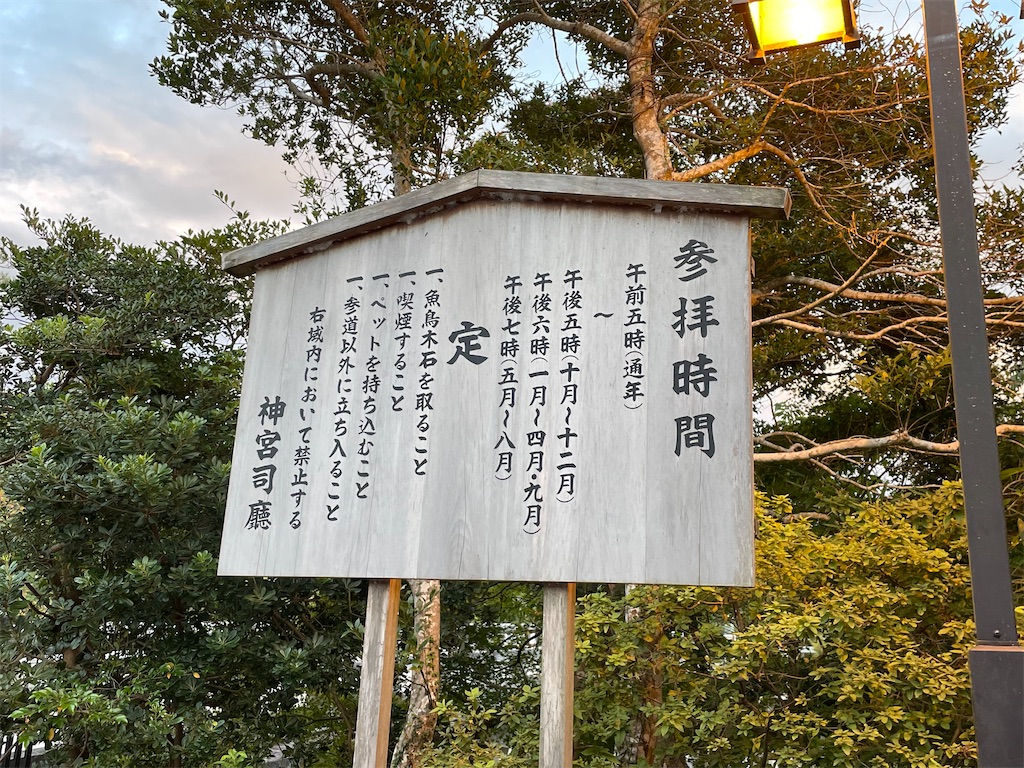 参拝時間
午前五時(通年)
〜
午後五時(十月〜十二月)
午後六時(一月〜四月・九月)
午後七時(五月〜八月)
定
一、魚鳥木石を取ること
一、喫煙すること
一、ペットを持ち込むこと
一、参道以外に立ち入ること
右域内において禁止する
神宮司廳